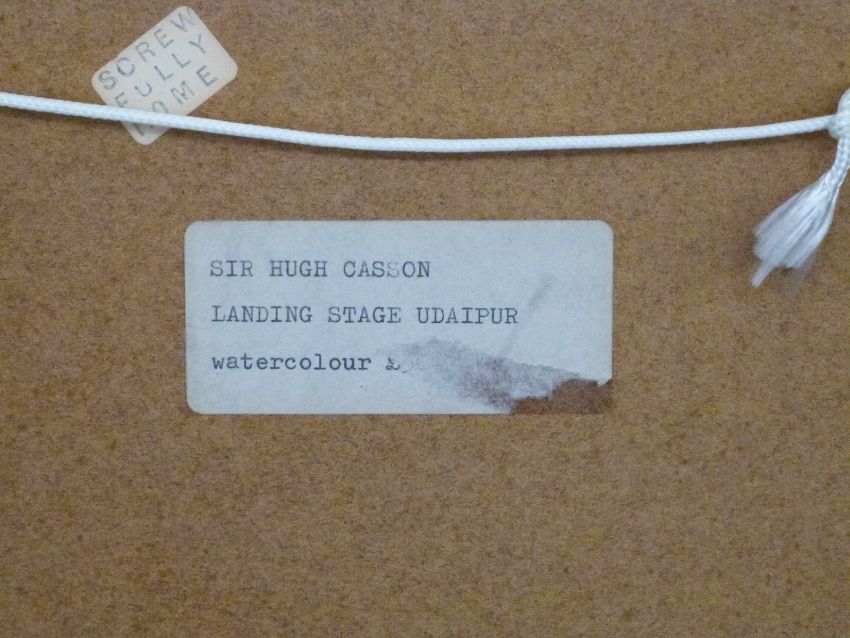 SCREW
FULLY
HOME
SIR HUGH CASSON
LANDING STAGE UDAIPUR
watercolour £